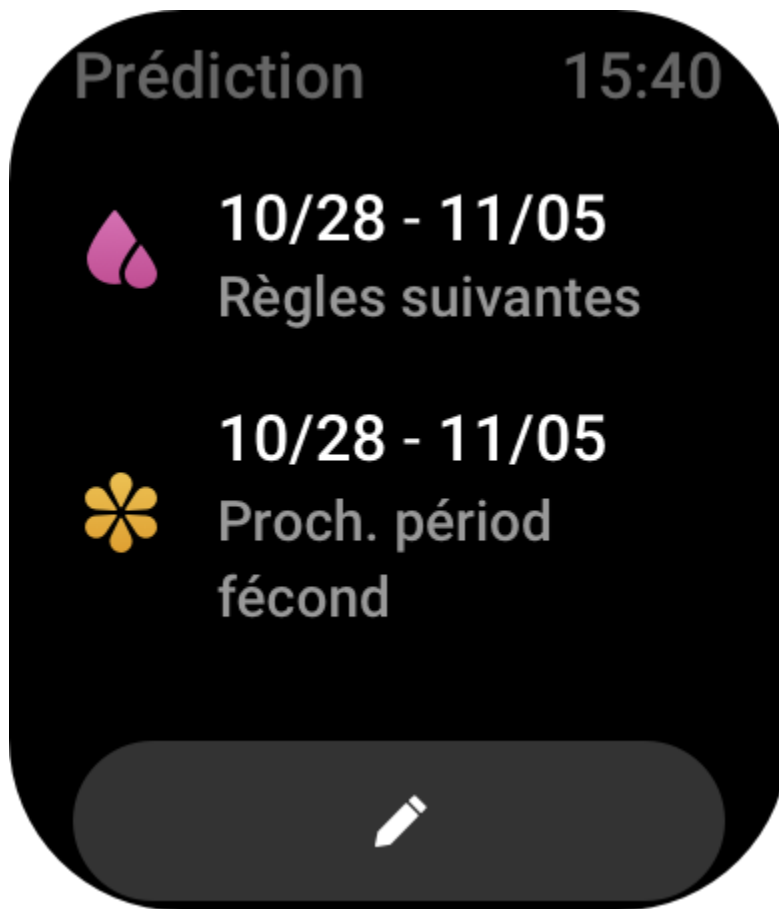 Prédiction 15:40
10/28 - 11/05
Règles suivantes
10/28 - 11/05
Proch. périod
fécond